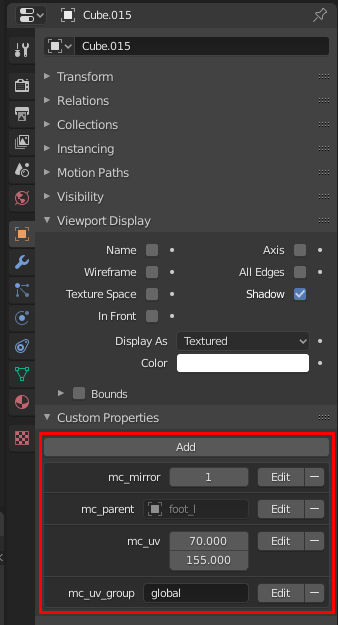 Cube.015
Cube.015
Transform
Relations
Collections
Instancing
Motion Paths
Visibility
Viewport Display
Name Axis
Wireframe All Edges
Texture Space Shadow
In Front
Display As Textured
Color
Bounds
Custom Properties
Add
mc_mirror 1 Edit
mc_parent foot_l Edit
mc_uv 70.000 Edit
155.000
mc_uv_group global Edit